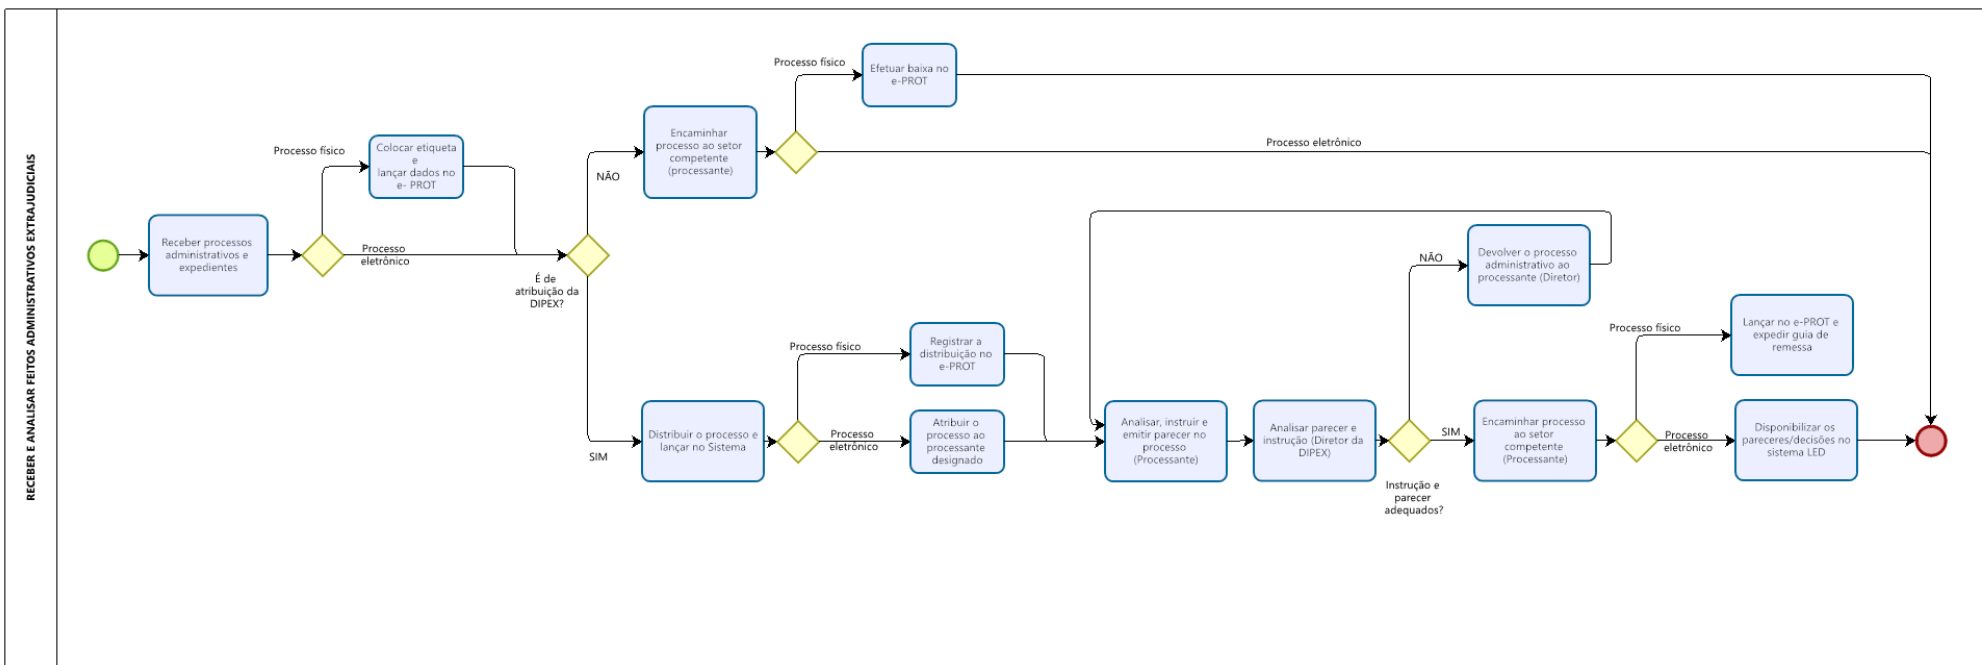 RECEBER E ANALISAR FEITOS ADMINISTRATIVOS EXTRAJUDICIAIS
Receber processos
administrativos e
expedientes
Processo físico
Colocar etiqueta
e
lançar dados no
e- PROT
Processo
eletrônico
É de
atribuição da
DIPEX?
NÃO
Encaminhar
processo ao setor
competente
(processante)
Processo físico
Efetuar baixa no
e-PROT
Processo eletrônico
SIM
Distribuir o processo e
lançar no Sistema
Processo físico
Registrar a
distribuição no
e-PROT
Processo
eletrônico
Atribuir o
processo ao
processante
designado
Analisar, instruir e
emitir parecer no
processo
(Processante)
Analisar parecer e
instrução (Diretor da
DIPEX)
Instrução e
parecer
adequados?
NÃO
Devolver o processo
administrativo ao
processante (Diretor)
SIM
Encaminhar processo
ao setor
competente
(Processante)
Processo físico
Lançar no e-PROT e
expedir guia de
remessa
Processo
eletrônico
Disponibilizar os
pareceres/decisões no
sistema LED